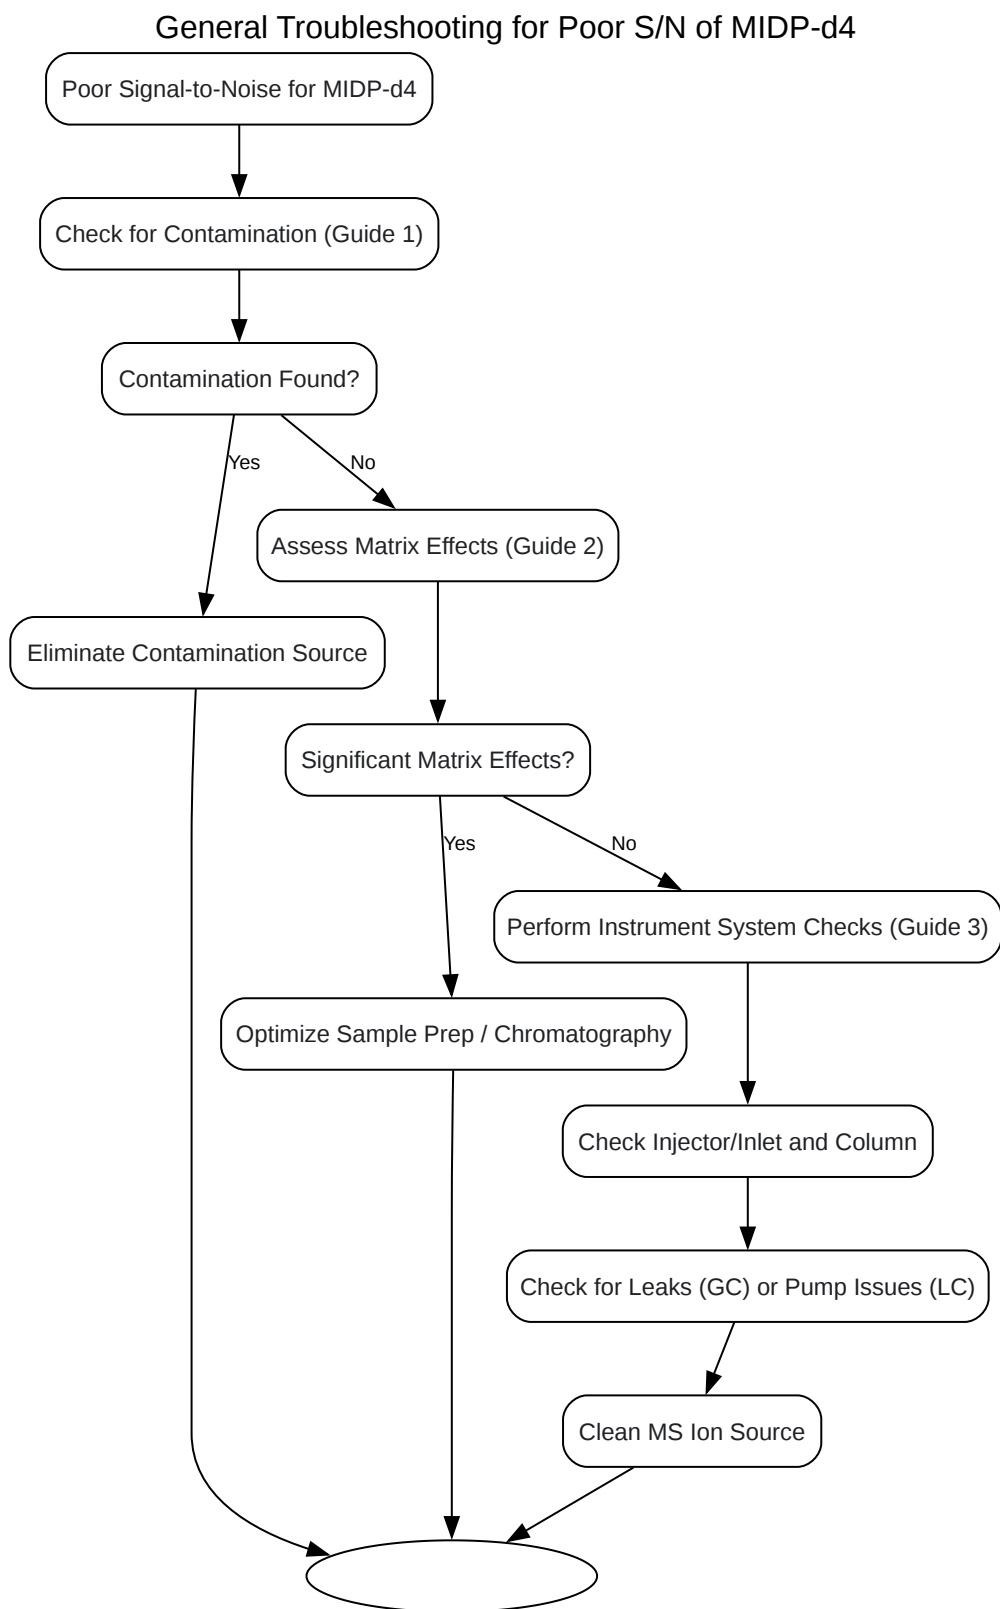 General Troubleshooting for Poor S/N of MIDP-d4
Poor Signal-to-Noise for MIDP-d4
Check for Contamination (Guide 1)
Contamination Found?
Yes
No
Assess Matrix Effects (Guide 2)
Eliminate Contamination Source
Significant Matrix Effects?
Yes
No
Perform Instrument System Checks (Guide 3)
Optimize Sample Prep / Chromatography
Check Injector/Inlet and Column
Check for Leaks (GC) or Pump Issues (LC)
Clean MS Ion Source